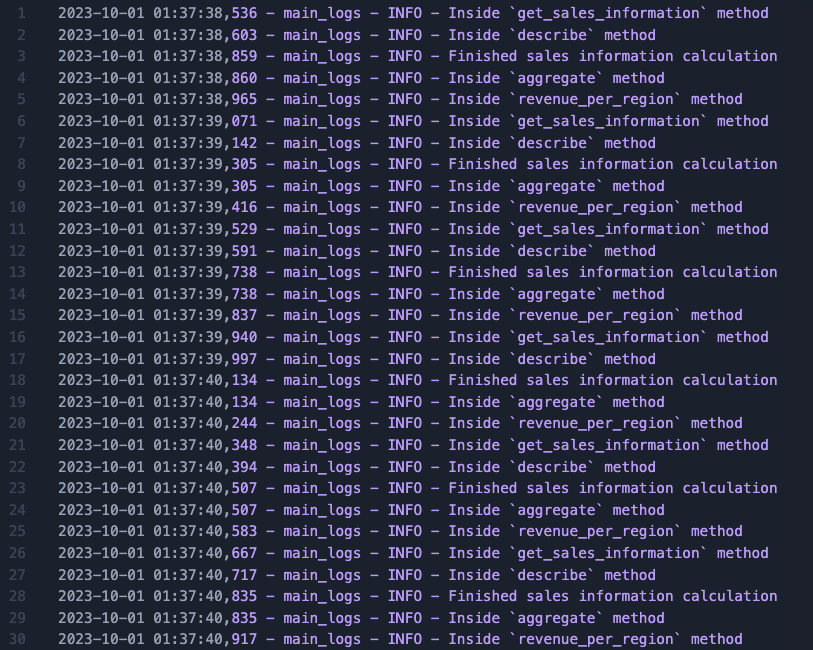 1 2023-10-01 01:37:38,536 - main_logs - INFO - Inside `get_sales_information` method
2 2023-10-01 01:37:38,603 - main_logs - INFO - Inside `describe` method
3 2023-10-01 01:37:38,859 - main_logs - INFO - Finished sales information calculation
4 2023-10-01 01:37:38,860 - main_logs - INFO - Inside `aggregate` method
5 2023-10-01 01:37:38,965 - main_logs - INFO - Inside `revenue_per_region` method
6 2023-10-01 01:37:39,071 - main_logs - INFO - Inside `get_sales_information` method
7 2023-10-01 01:37:39,142 - main_logs - INFO - Inside `describe` method
8 2023-10-01 01:37:39,305 - main_logs - INFO - Finished sales information calculation
9 2023-10-01 01:37:39,305 - main_logs - INFO - Inside `aggregate` method
10 2023-10-01 01:37:39,416 - main_logs - INFO - Inside `revenue_per_region` method
11 2023-10-01 01:37:39,529 - main_logs - INFO - Inside `get_sales_information` method
12 2023-10-01 01:37:39,591 - main_logs - INFO - Inside `describe` method
13 2023-10-01 01:37:39,738 - main_logs - INFO - Finished sales information calculation
14 2023-10-01 01:37:39,738 - main_logs - INFO - Inside `aggregate` method
15 2023-10-01 01:37:39,837 - main_logs - INFO - Inside `revenue_per_region` method
16 2023-10-01 01:37:39,940 - main_logs - INFO - Inside `get_sales_information` method
17 2023-10-01 01:37:39,997 - main_logs - INFO - Inside `describe` method
18 2023-10-01 01:37:40,134 - main_logs - INFO - Finished sales information calculation
19 2023-10-01 01:37:40,134 - main_logs - INFO - Inside `aggregate` method
20 2023-10-01 01:37:40,244 - main_logs - INFO - Inside `revenue_per_region` method
21 2023-10-01 01:37:40,348 - main_logs - INFO - Inside `get_sales_information` method
22 2023-10-01 01:37:40,394 - main_logs - INFO - Inside `describe` method
23 2023-10-01 01:37:40,507 - main_logs - INFO - Finished sales information calculation
24 2023-10-01 01:37:40,507 - main_logs - INFO - Inside `aggregate` method
25 2023-10-01 01:37:40,583 - main_logs - INFO - Inside `revenue_per_region` method
26 2023-10-01 01:37:40,667 - main_logs - INFO - Inside `get_sales_information` method
27 2023-10-01 01:37:40,717 - main_logs - INFO - Inside `describe` method
28 2023-10-01 01:37:40,835 - main_logs - INFO - Finished sales information calculation
29 2023-10-01 01:37:40,835 - main_logs - INFO - Inside `aggregate` method
30 2023-10-01 01:37:40,917 - main_logs - INFO - Inside `revenue_per_region` method